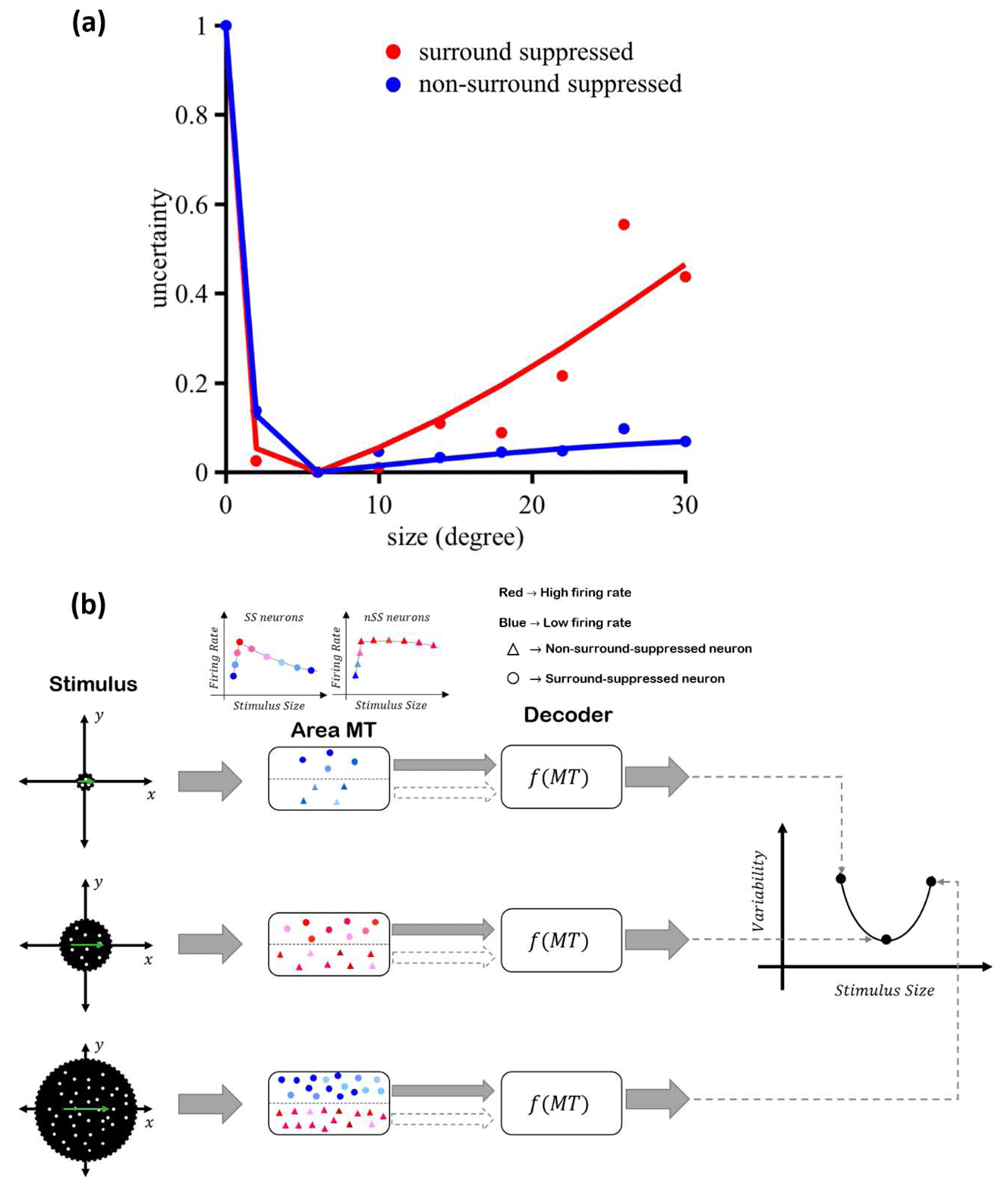 (a)
1
0.8
0.6
0.4
0.2
0
uncertainty
surround suppressed
non-surround suppressed
0
10
20
30
size (degree)
(b)
Red → High firing rate
Blue → Low firing rate
→ Non-surround-suppressed neuron
→ Surround-suppressed neuron
SS neurons
Firing Rate
Stimulus Size
nSS neurons
Firing Rate
Stimulus Size
Stimulus
Area MT
Decoder
y
x
f(MT)
y
x
f(MT)
Variability
Stimulus Size
y
x
f(MT)